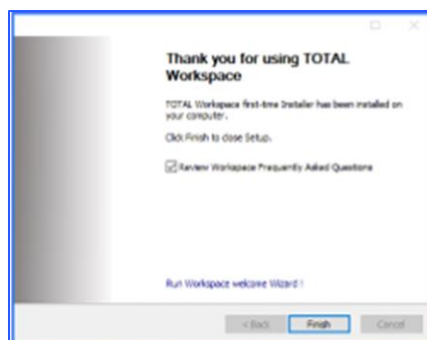 Thank you for using TOTAL
Workspace
TOTAL Workspace first-time Installer has been installed on
your computer.
Click Finish to close Setup.
Review Workspace Frequently Asked Questions
Run Workspace welcome Wizard !
< Back
Finish
Cancel